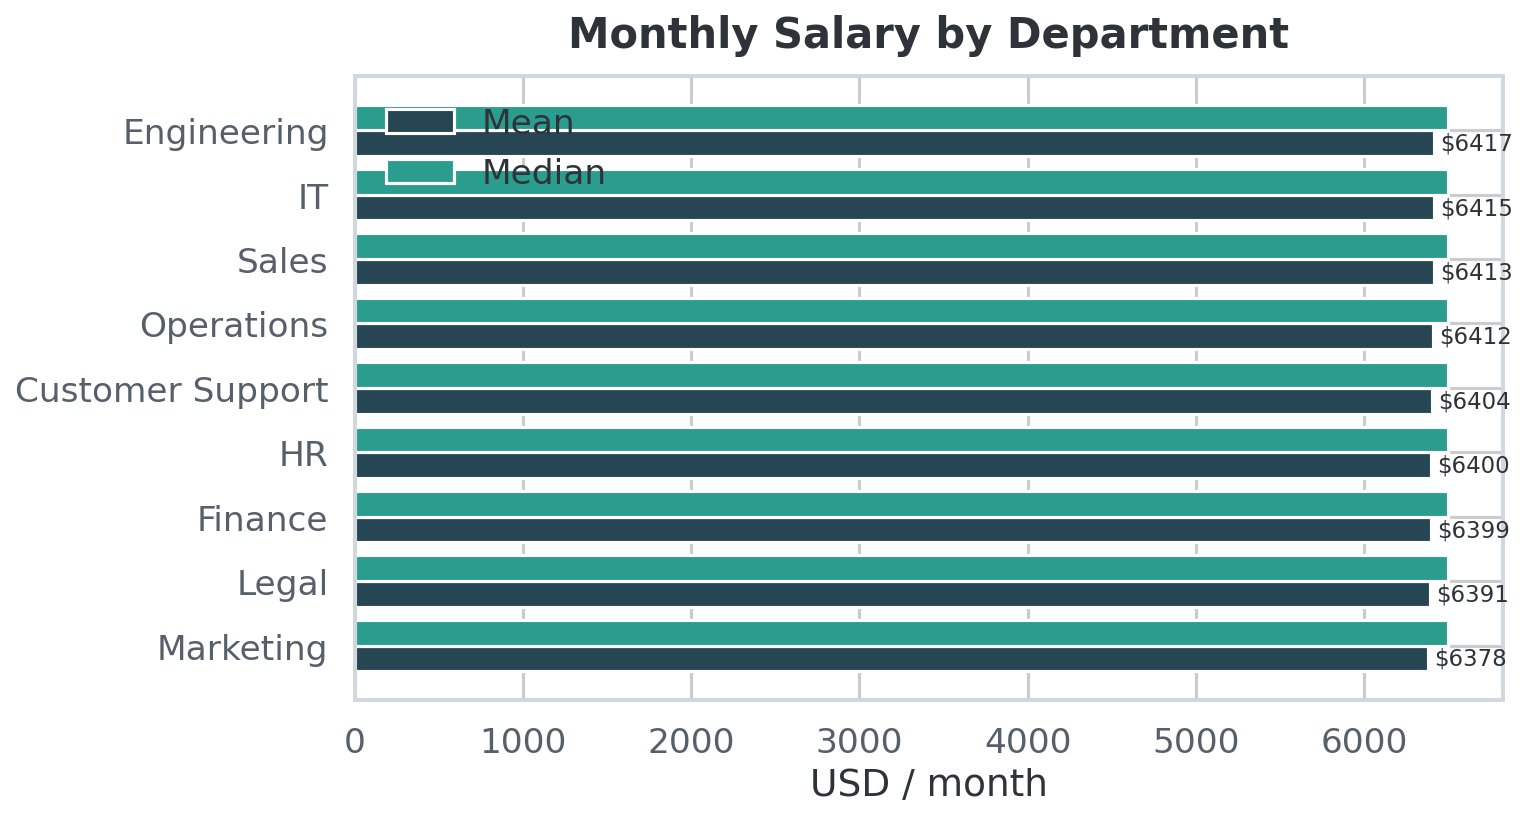 Monthly Salary by Department
Mean
Median
Engineering
$6417
IT
$6415
Sales
$6413
Operations
$6412
Customer Support
$6404
HR
$6400
Finance
$6399
Legal
$6391
Marketing
$6378
0 1000 2000 3000 4000 5000 6000
USD / month